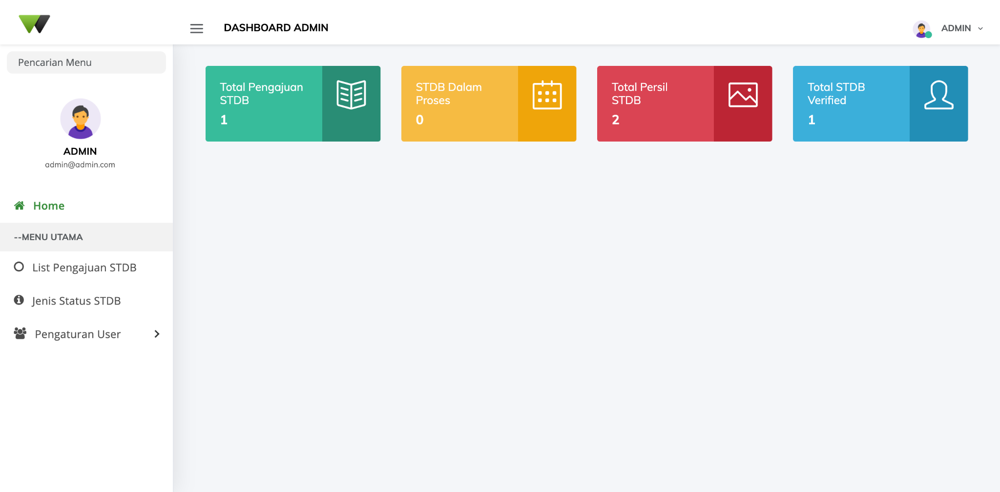 DASHBOARD ADMIN
ADMIN
Pencarian Menu
ADMIN
admin@admin.com
Home
--MENU UTAMA
List Pengajuan STDB
Jenis Status STDB
Pengaturan User
Total Pengajuan
STDB
1
STDB Dalam
Proses
0
Total Persil
STDB
2
Total STDB
Verified
1